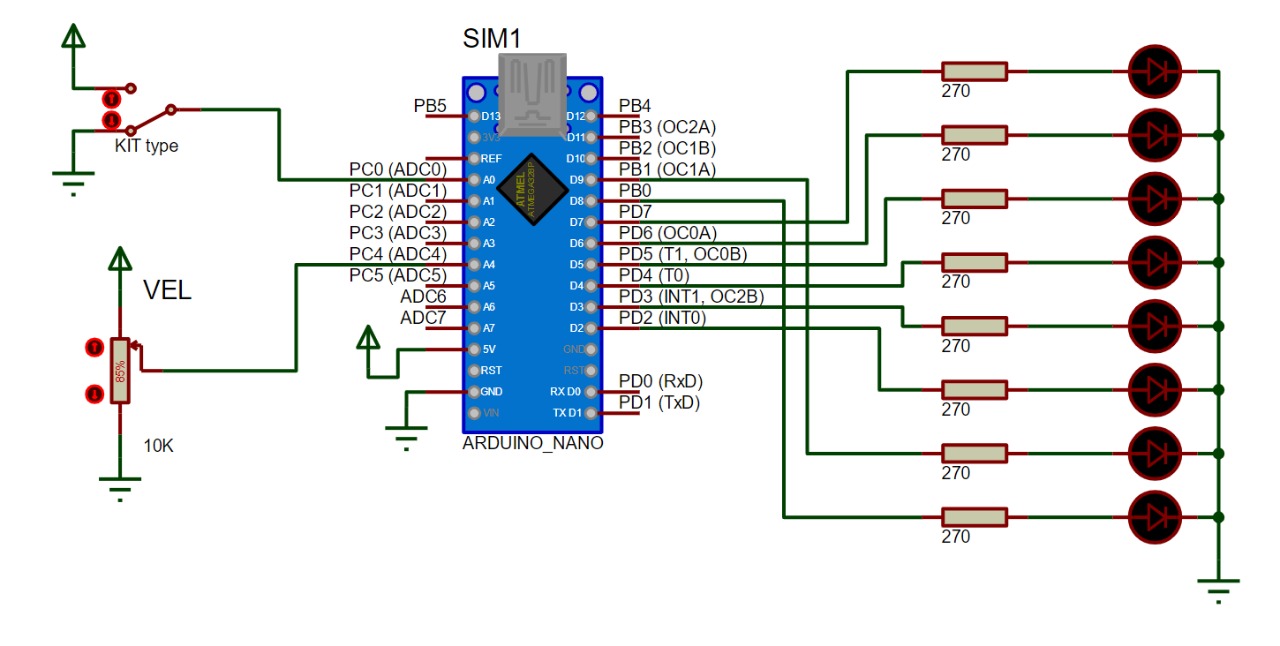 SIM1
KIT type
PB5
PC0 (ADC0)
PC1 (ADC1)
PC2 (ADC2)
PC3 (ADC3)
PC4 (ADC4)
PC5 (ADC5)
ADC6
ADC7
D13
3V3
REF
A0
A1
A2
A3
A4
A5
A6
A7
5V
RST
GND
VIN
ATMEL
ATMEGA328P
D12
D11
D10
D9
D8
D7
D6
D5
D4
D3
D2
GND
RST
RX D0
TX D1
PB4
PB3 (OC2A)
PB2 (OC1B)
PB1 (OC1A)
PB0
PD7
PD6 (OC0A)
PD5 (T1, OC0B)
PD4 (T0)
PD3 (INT1, OC2B)
PD2 (INT0)
PD0 (RxD)
PD1 (TxD)
ARDUINO_NANO
VEL
85%
10K
270
270
270
270
270
270
270
270